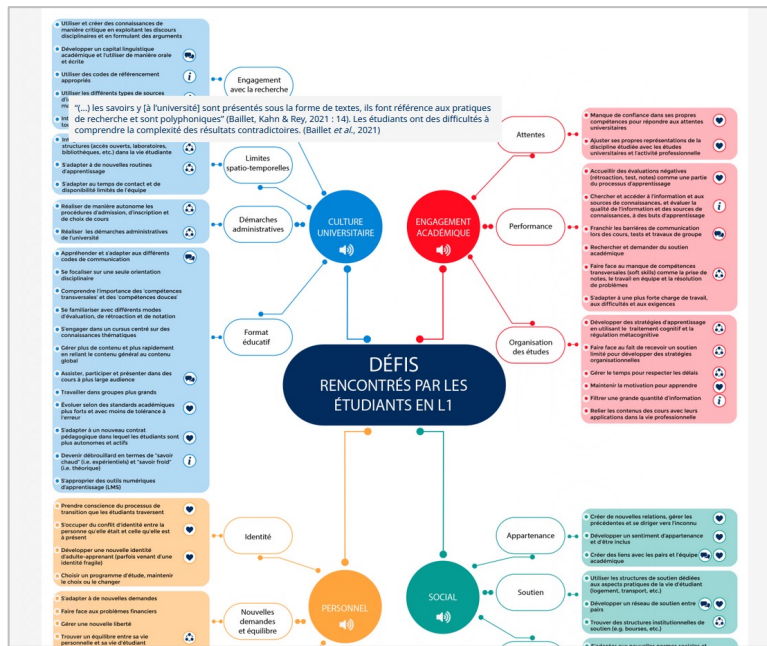 Utiliser et créer des connaissances de
manière critique en exploitant les discours
disciplinaires et en formulant des arguments
Développer un capital linguistique
académique et l'utiliser de manière orale
et écrite
Utiliser des codes de référencement
appropriés
Utiliser les différents types de sources
"(...) les savoirs y [à l'université] sont présentés sous la forme de textes, ils font référence aux pratiques
de recherche et sont polyphoniques" (Baillet, Kahn & Rey, 2021 : 14). Les étudiants ont des difficultés à
comprendre la complexité des résultats contradictoires. (Baillet et al., 2021)
structures (accès ouverts, laboratoires,
bibliothèques, etc.) dans la vie étudiante
S'adapter à de nouvelles routines
d'apprentissage
S'adapter au temps de contact et de
disponibilité limités de l'équipe
Réaliser de manière autonome les
procédures d'admission, d'inscription et
de choix de cours
Réaliser les démarches administratives
de l'université
Appréhender et s'adapter aux différents
codes de communication
Se focaliser sur une seule orientation
disciplinaire
Comprendre l'importance des 'compétences
transversales' et des 'compétences douces'
Se familiariser avec différents modes
d'évaluation, de rétroaction et de notation
S'engager dans un cursus centré sur des
connaissances thématiques
Gérer plus de contenu et plus rapidement
en reliant le contenu général au contenu
global
Assister, participer et présenter dans des
cours à plus large audience
Travailler dans groupes plus grands
Évoluer selon des standards académiques
plus forts et avec moins de tolérance à
l'erreur
S'adapter à un nouveau contrat
pédagogique dans lequel les étudiants sont
plus autonomes et actifs
Devenir débrouillard en termes de "savoir
chaud" (i.e. expérientiels) et "savoir froid"
(i.e. théorique)
S'approprier des outils numériques
d'apprentissage (LMS)
Engagement
avec la recherche
Limites
spatio-temporelles
Démarches
administratives
Format
éducatif
CULTURE
UNIVERSITAIRE
ENGAGEMENT
ACADÉMIQUE
Attentes
Performance
Organisation
des études
Manque de confiance dans ses propres
compétences pour répondre aux attentes
universitaires
Ajuster ses propres représentations de la
discipline étudiée avec les études
universitaires et l'activité professionnelle
Accueillir des évaluations négatives
(rétroaction, test, notes) comme une partie
du processus d'apprentissage
Chercher et accéder à l'information et aux
sources de connaissances, et évaluer la
qualité de l'information et des sources de
connaissances, à des buts d'apprentissage
Franchir les barrières de communication
lors des cours, tests et travaux de groupe
Rechercher et demander du soutien
académique
Faire face au manque de compétences
transversales (soft skills) comme la prise de
notes, le travail en équipe et la résolution
de problèmes
S'adapter à une plus forte charge de travail,
aux difficultés et aux exigences
Développer des stratégies d'apprentissage
en utilisant le traitement cognitif et la
régulation métacognitive
Faire face au fait de recevoir un soutien
limité pour développer des stratégies
organisationnelles
Gérer le temps pour respecter les délais
Maintenir la motivation pour apprendre
Filtrer une grande quantité d'information
Relier les contenus des cours avec leurs
applications dans la vie professionnelle
DÉFIS
RENCONTRÉS PAR LES
ÉTUDIANTS EN L1
Prendre conscience du processus de
transition que les étudiants traversent
S'occuper du conflit d'identité entre la
personne qu'elle était et celle qu'elle est
à présent
Développer une nouvelle identité
d'adulte-apprenant (parfois venant d'une
identité fragile)
Choisir un programme d'étude, maintenir
le choix ou le changer
S'adapter à de nouvelles demandes
Faire face aux problèmes financiers
Gérer une nouvelle liberté
Trouver un équilibre entre sa vie
personnelle et sa vie d'étudiant
Identité
Nouvelles
demandes
et équilibre
PERSONNEL
SOCIAL
Appartenance
Soutien
Créer de nouvelles relations, gérer les
précédentes et se diriger vers l'inconnu
Développer un sentiment d'appartenance
et d'être inclus
Créer des liens avec les pairs et l'équipe
académique
Utiliser les structures de soutien dédiées
aux aspects pratiques de la vie d'étudiant
(logement, transport, etc.)
Développer un réseau de soutien entre
pairs
Trouver des structures institutionnelles de
soutien (e.g. bourses, etc.)